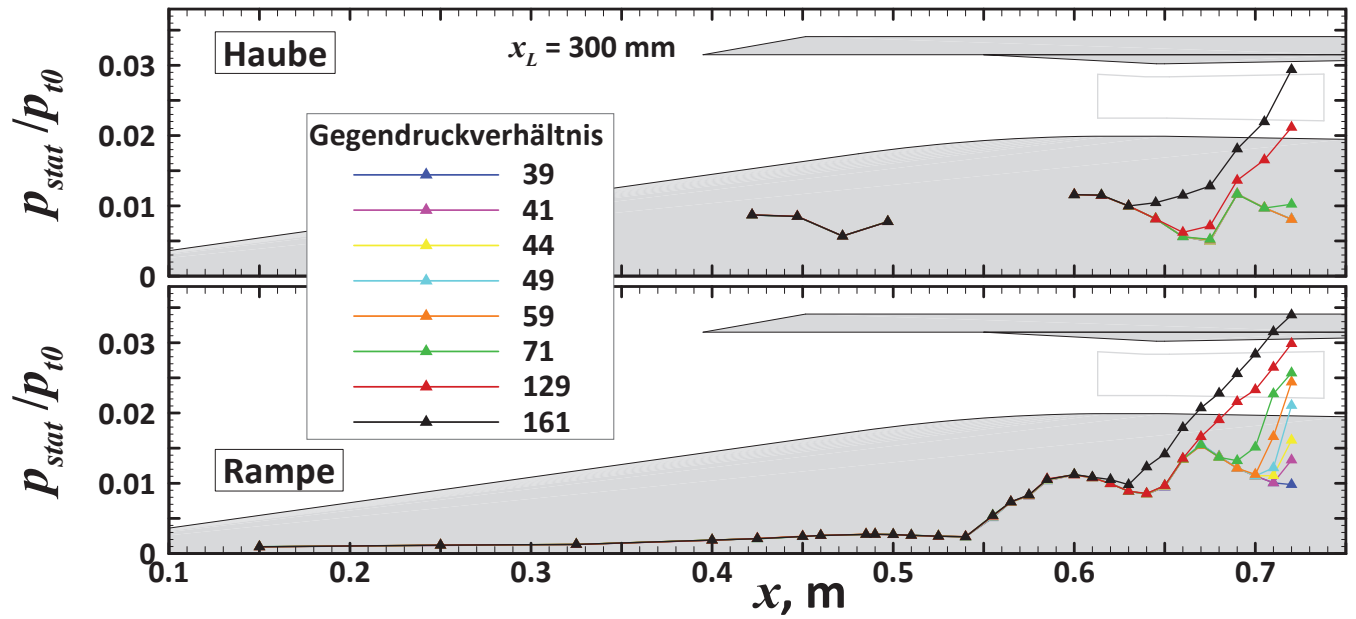 Haube
x_L = 300 mm
p_stat/p_t0
0.03
0.02
0.01
0
Gegendruckverhältnis
39
41
44
49
59
71
129
161
Rampe
p_stat/p_t0
0.03
0.02
0.01
0
0.1 0.2 0.3 0.4 0.5 0.6 0.7
x, m